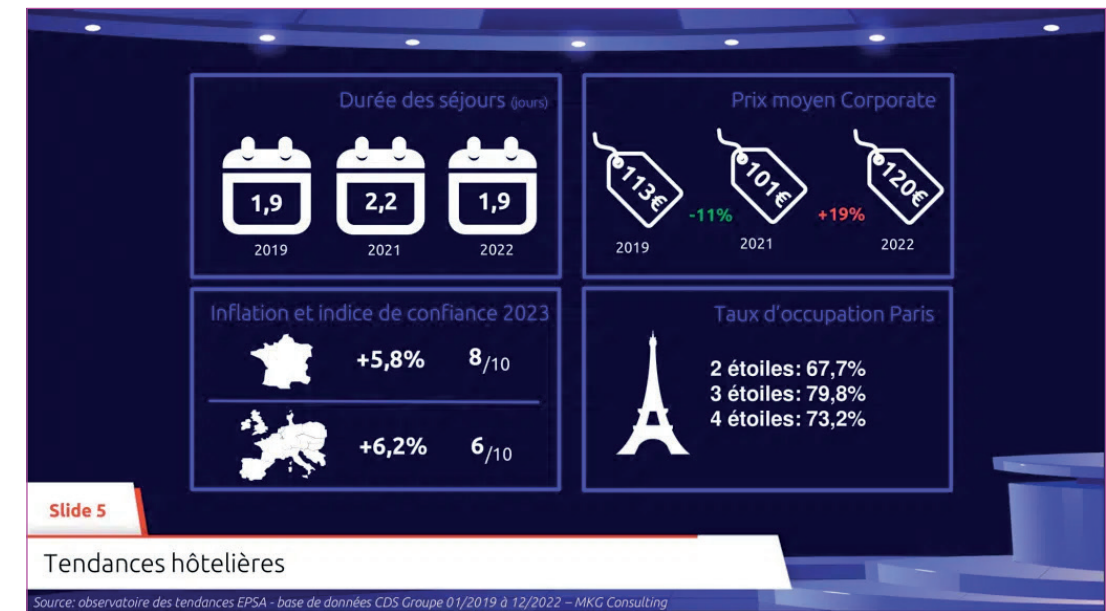 Durée des séjours (jours)
1,9
2,2
1,9
2019
2021
2022
Prix moyen Corporate
113€
101€
120€
-11%
+19%
2019
2021
2022
Inflation et indice de confiance 2023
+5,8%
8/10
+6,2%
6/10
Taux d'occupation Paris
2 étoiles: 67,7%
3 étoiles: 79,8%
4 étoiles: 73,2%
Slide 5
Tendances hôtelières
Source: observatoire des tendances EPSA - base de données CDS Groupe 01/2019 à 12/2022 – MKG Consulting